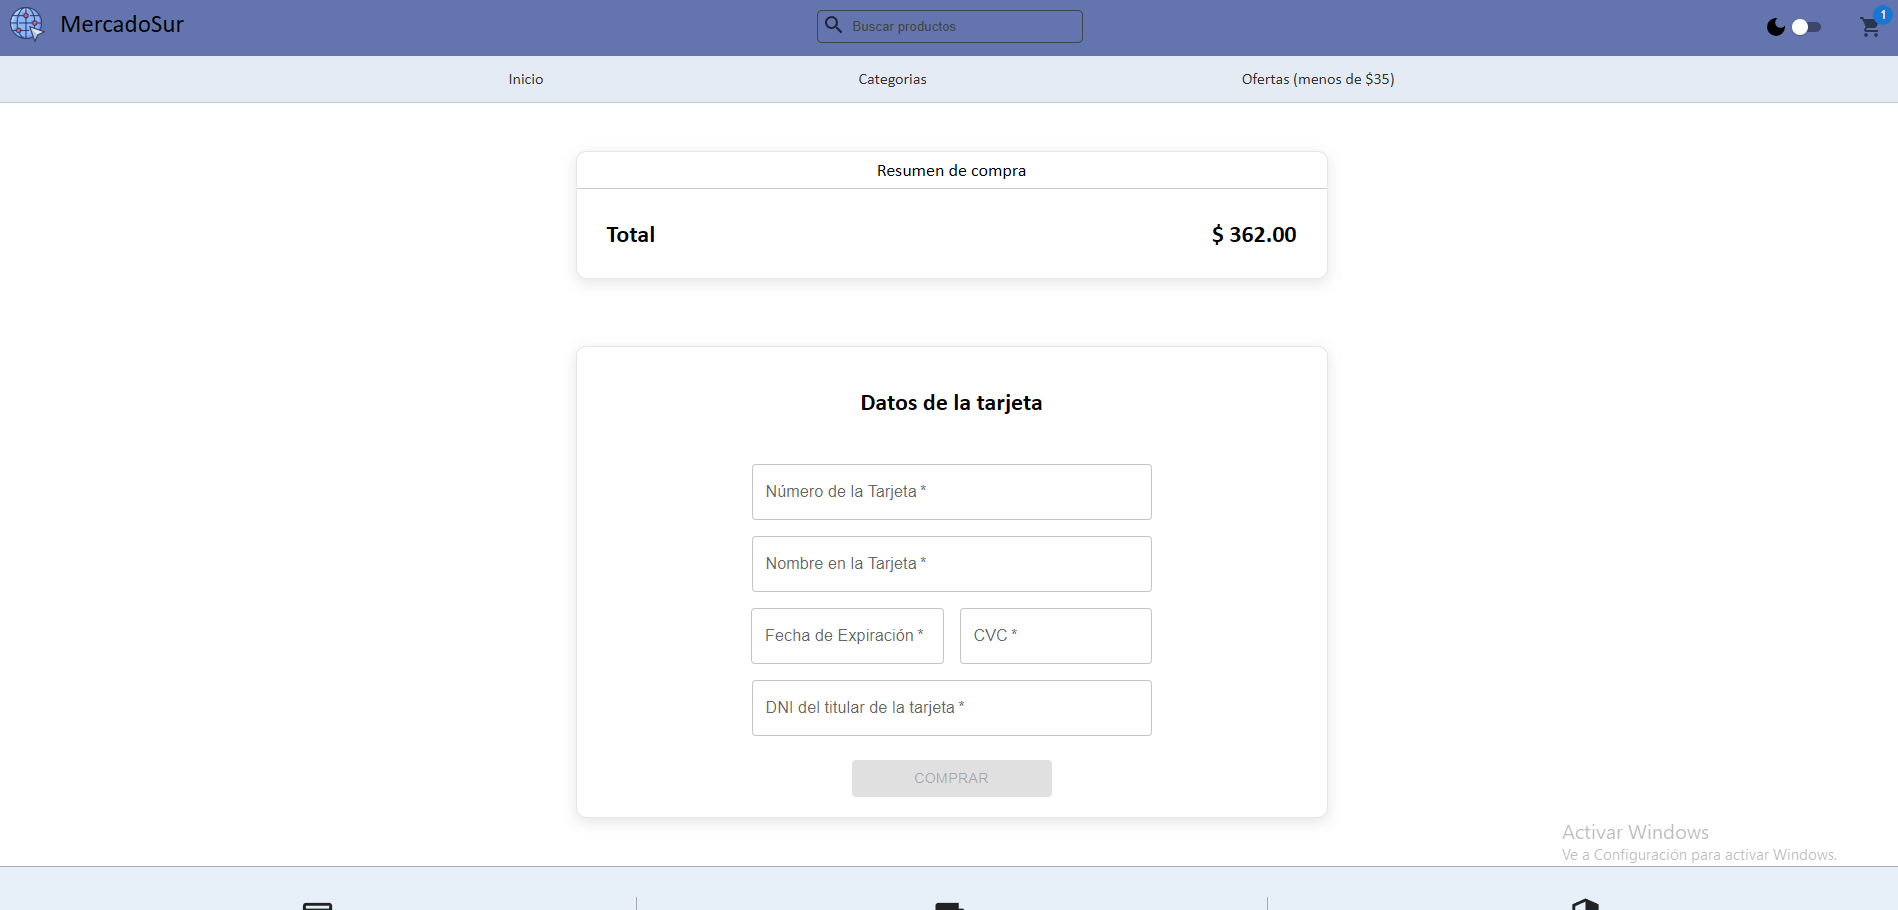 MercadoSur
Buscar productos
1
Inicio
Categorias
Ofertas (menos de $35)
Resumen de compra
Total
$ 362.00
Datos de la tarjeta
Número de la Tarjeta *
Nombre en la Tarjeta *
Fecha de Expiración *
CVC *
DNI del titular de la tarjeta *
COMPRAR
Activar Windows
Ve a Configuración para activar Windows.